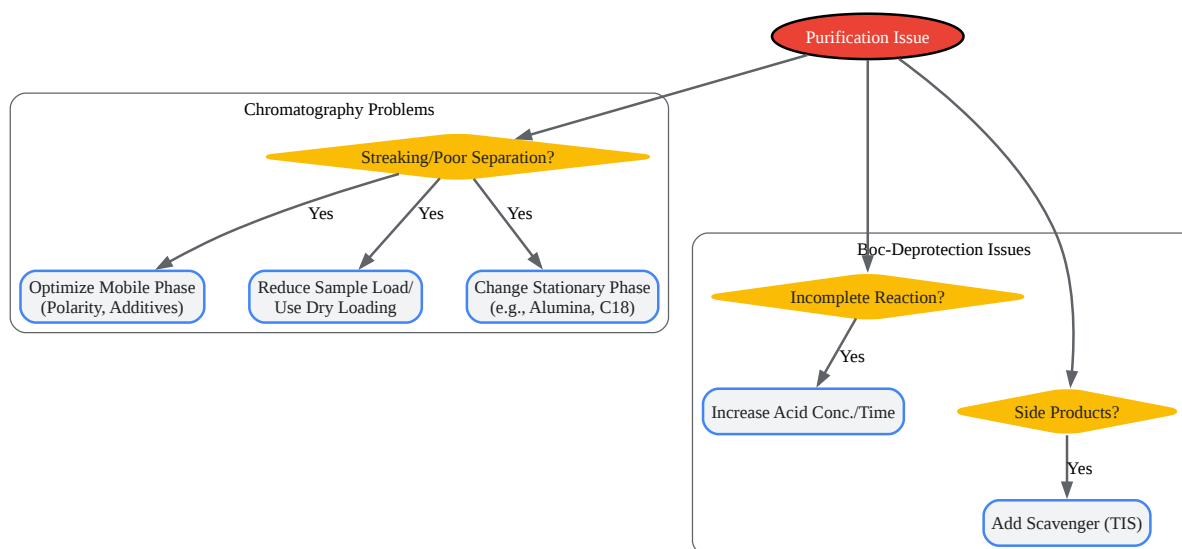 Purification Issue
Chromatography Problems
Streaking/Poor Separation?
Yes
Yes
Yes
Optimize Mobile Phase
(Polarity, Additives)
Reduce Sample Load/
Use Dry Loading
Change Stationary Phase
(e.g., Alumina, C18)
Boc-Deprotection Issues
Incomplete Reaction?
Yes
Increase Acid Conc./Time
Side Products?
Yes
Add Scavenger (TIS)